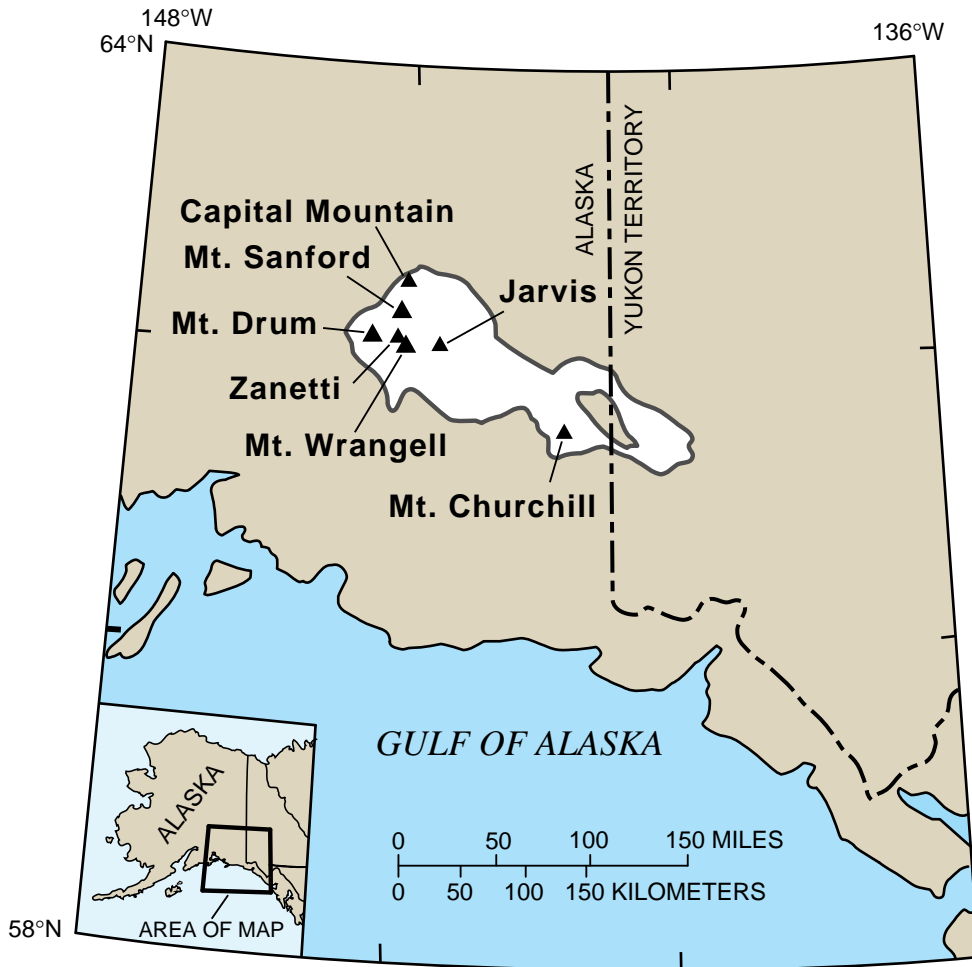 148°W
64°N
136°W
ALASKA
YUKON TERRITORY
Capital Mountain
Mt. Sanford
Jarvis
Mt. Drum
Zanetti
Mt. Wrangell
Mt. Churchill
GULF OF ALASKA
ALASKA
0 50 100 150 MILES
0 50 100 150 KILOMETERS
AREA OF MAP
58°N